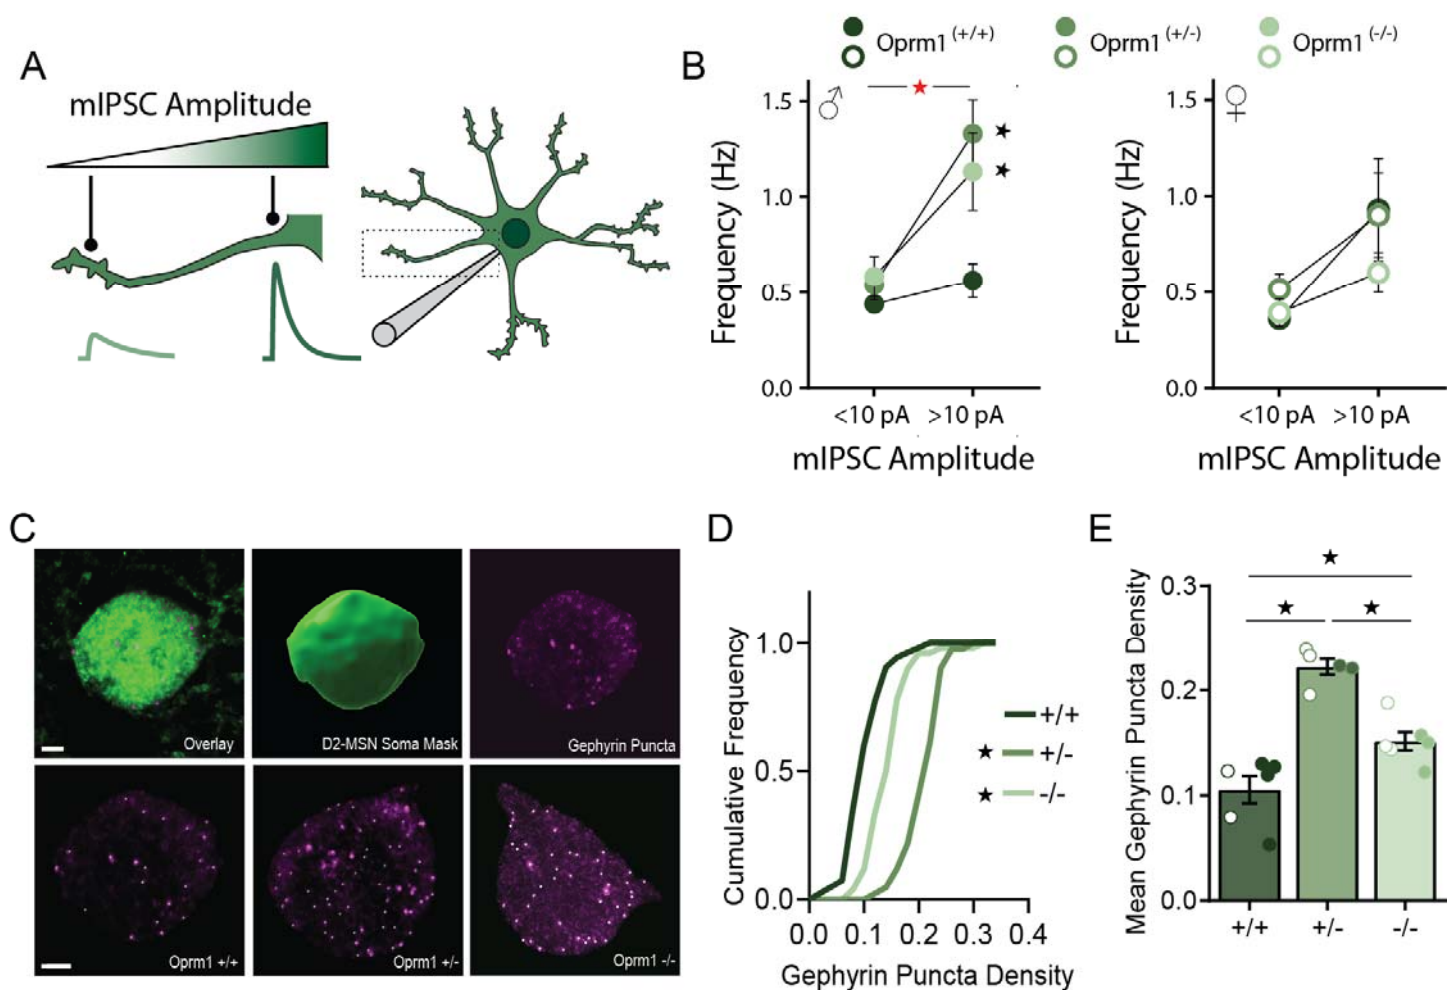 A
mIPSC Amplitude
B
Oprm1 (+/+)
Oprm1 (+/-)
Oprm1 (-/-)
♂
Frequency (Hz)
1.5
1.0
0.5
0.0
<10 pA >10 pA
mIPSC Amplitude
♀
Frequency (Hz)
1.5
1.0
0.5
0.0
<10 pA >10 pA
mIPSC Amplitude
C
Overlay
D2-MSN Soma Mask
Gephyrin Puncta
Oprm1 +/+
Oprm1 +/-
Oprm1 -/-
D
Cumulative Frequency
1.0
0.5
0.0
0.0 0.1 0.2 0.3 0.4
Gephyrin Puncta Density
+/+
★ +/-
★ -/-
E
Mean Gephyrin Puncta Density
0.3
0.2
0.1
0.0
+/+ +/- -/-